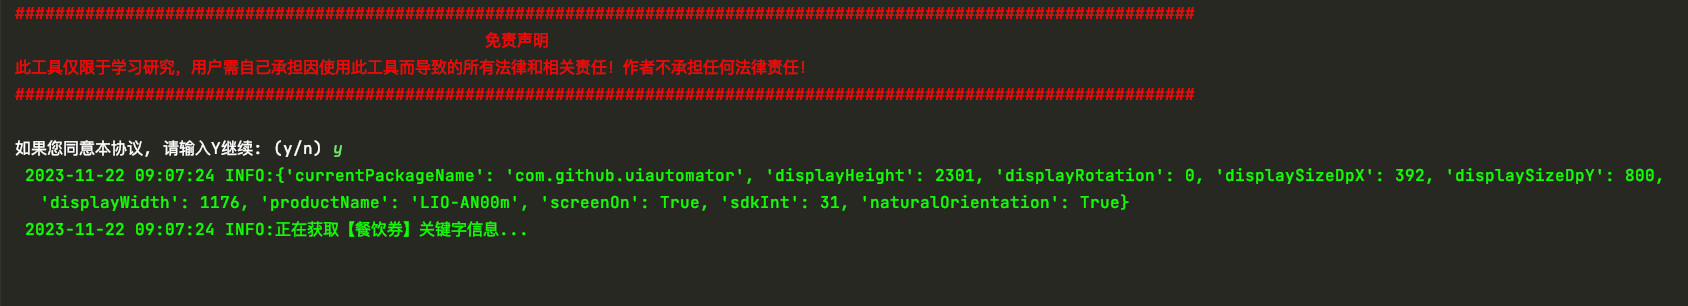 ######################################################################################################################
免责声明
此工具仅限于学习研究，用户需自己承担因使用此工具而导致的所有法律和相关责任！作者不承担任何法律责任！
######################################################################################################################
如果您同意本协议, 请输入Y继续: (y/n) y
2023-11-22 09:07:24 INFO:{'currentPackageName': 'com.github.uiautomator', 'displayHeight': 2301, 'displayRotation': 0, 'displaySizeDpX': 392, 'displaySizeDpY': 800,
'displayWidth': 1176, 'productName': 'LIO-AN00m', 'screenOn': True, 'sdkInt': 31, 'naturalOrientation': True}
2023-11-22 09:07:24 INFO:正在获取【餐饮券】关键字信息...